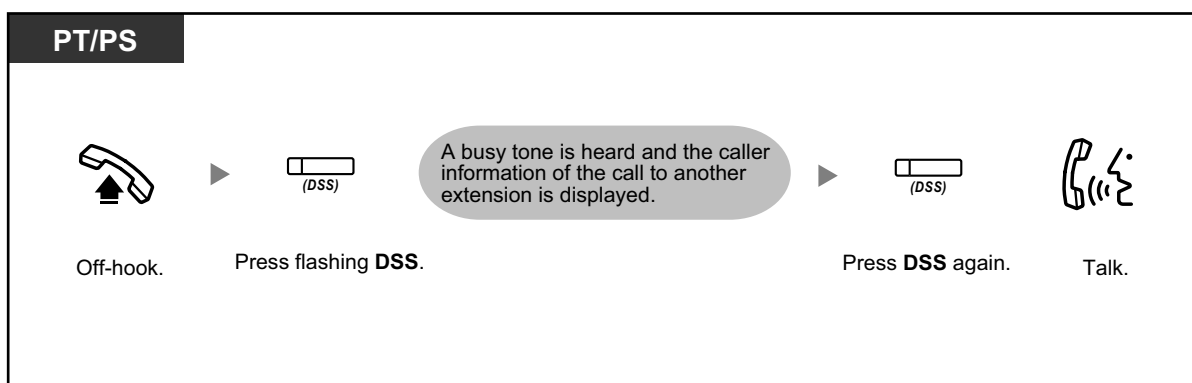 PT/PS
Off-hook.
(DSS)
Press flashing DSS.
A busy tone is heard and the caller
information of the call to another
extension is displayed.
(DSS)
Press DSS again.
Talk.